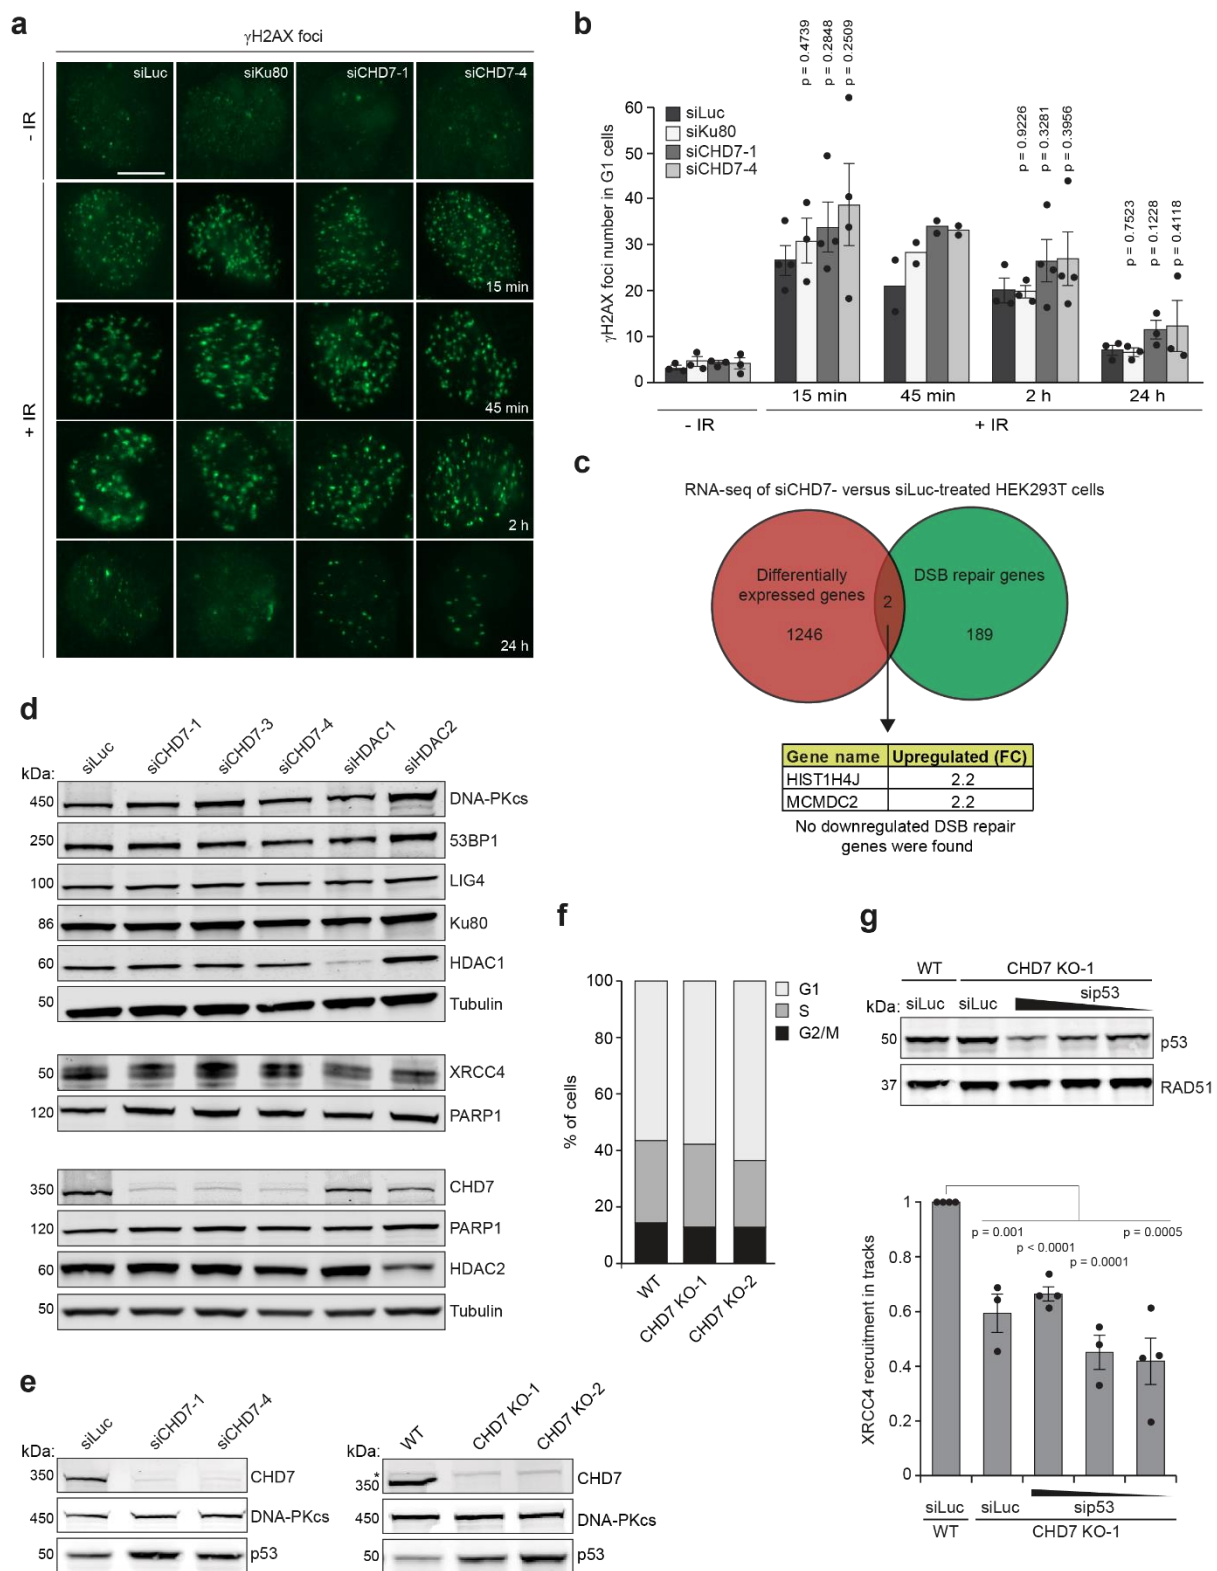 a
γH2AX foci
siLuc
siKu80
siCHD7-1
siCHD7-4
- IR
+ IR
15 min
45 min
2 h
24 h
b
p = 0.4739
p = 0.2848
p = 0.2509
p = 0.9226
p = 0.3281
p = 0.3956
p = 0.7523
p = 0.1228
p = 0.4118
γH2AX foci number in G1 cells
60
50
40
30
20
10
0
siLuc
siKu80
siCHD7-1
siCHD7-4
15 min
45 min
2 h
24 h
- IR
+ IR
c
RNA-seq of siCHD7- versus siLuc-treated HEK293T cells
Differentially
expressed genes
1246
2
DSB repair genes
189
Gene name Upregulated (FC)
HIST1H4J 2.2
MCMDC2 2.2
No downregulated DSB repair
genes were found
d
siLuc
siCHD7-1
siCHD7-3
siCHD7-4
siHDAC1
siHDAC2
kDa:
450 DNA-PKcs
250 53BP1
100 LIG4
86 Ku80
60 HDAC1
50 Tubulin
50 XRCC4
120 PARP1
350 CHD7
120 PARP1
60 HDAC2
50 Tubulin
e
siLuc
siCHD7-1
siCHD7-4
kDa:
350 CHD7
450 DNA-PKcs
50 p53
WT
CHD7 KO-1
CHD7 KO-2
kDa:
*
350 CHD7
450 DNA-PKcs
50 p53
f
% of cells
100
80
60
40
20
0
G1
S
G2/M
WT
CHD7 KO-1
CHD7 KO-2
g
WT CHD7 KO-1
kDa: siLuc siLuc sip53
50 p53
37 RAD51
XRCC4 recruitment in tracks
1
0.8
0.6
0.4
0.2
0
p = 0.001
p < 0.0001
p = 0.0001
p = 0.0005
siLuc siLuc sip53
WT CHD7 KO-1